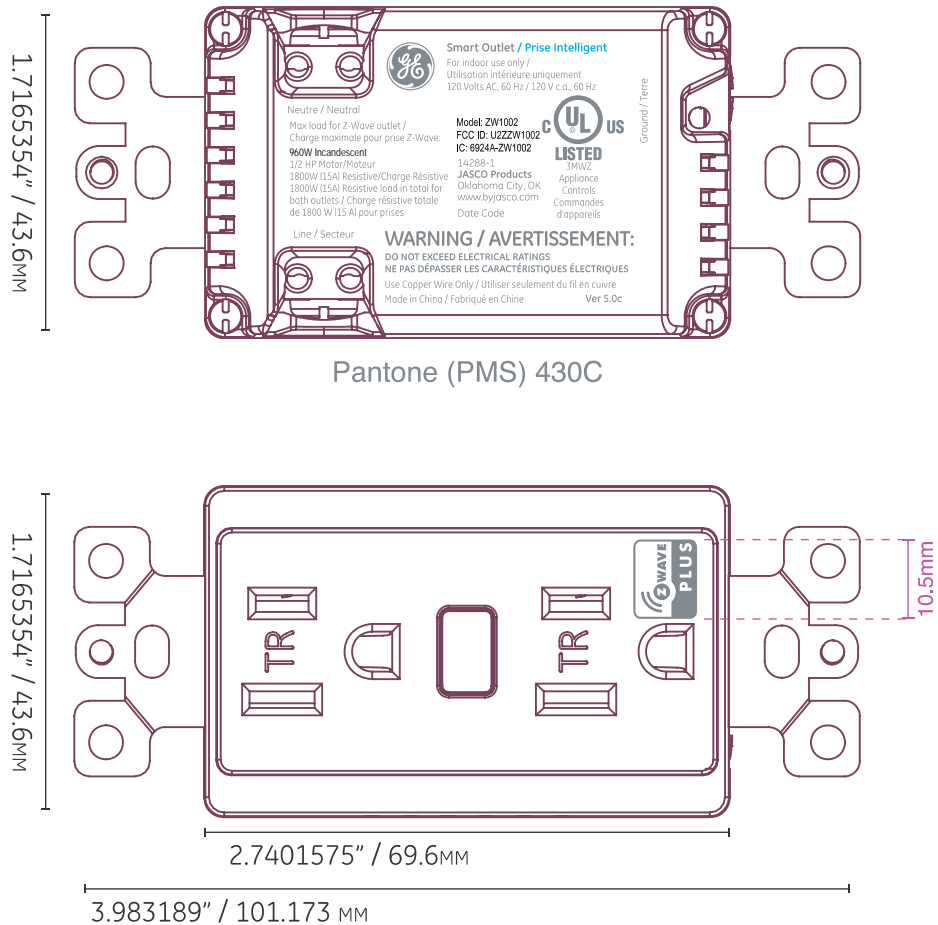 1.7165354" / 43.6MM
GE
Smart Outlet / Prise Intelligent
For indoor use only /
Utilisation intérieure uniquement
120 Volts AC, 60 Hz / 120 V c.a., 60 Hz
Neutre / Neutral
Max load for Z-Wave outlet /
Charge maximale pour prise Z-Wave:
960W Incandescent
1/2 HP Motor/Moteur
1800W (15A) Resistive/Charge Résistive
1800W (15A) Resistive load in total for
both outlets / Charge résistive totale
de 1800 W |15 A| pour prises
Line / Secteur
Model: ZW1002
FCC ID: U2ZZW1002
IC: 6924A-ZW1002
14288-1
JASCO Products
Oklahoma City, OK
www.byjasco.com
Date Code
C UL US
LISTED
3MWZ
Appliance
Controls
Commandes
d'appareils
Ground / Terre
WARNING / AVERTISSEMENT:
DO NOT EXCEED ELECTRICAL RATINGS
NE PAS DÉPASSER LES CARACTÉRISTIQUES ÉLECTRIQUES
Use Copper Wire Only / Utiliser seulement du fil en cuivre
Made in China / Fabriqué en Chine
Ver 5.0c
Pantone (PMS) 430C
1.7165354" / 43.6MM
TR
TR
Z WAVE
PLUS
10.5mm
2.7401575" / 69.6MM
3.983189" / 101.173 MM